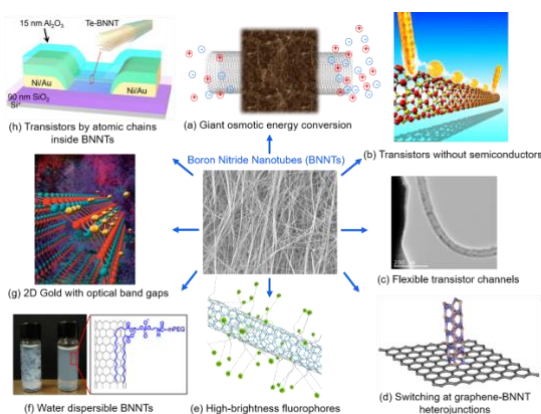 15 nm Al₂O₃
Te-BNNT
Ni/Au
Ni/Au
90 nm SiO₂
Si⁺
(h) Transistors by atomic chains
inside BNNTs
(a) Giant osmotic energy conversion
(b) Transistors without semiconductors
Boron Nitride Nanotubes (BNNTs)
(g) 2D Gold with optical band gaps
(c) Flexible transistor channels
PEG
(f) Water dispersible BNNTs
(e) High-brightness fluorophores
(d) Switching at graphene-BNNT
heterojunctions